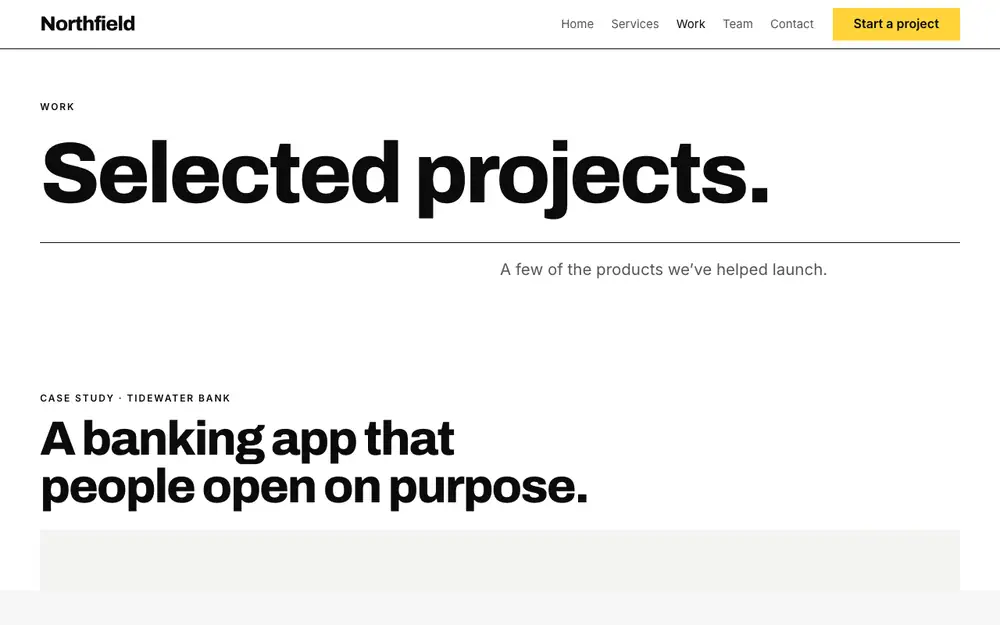 Northfield
Home Services Work Team Contact Start a project
WORK
Selected projects.
A few of the products we’ve helped launch.
CASE STUDY · TIDEWATER BANK
A banking app that
people open on purpose.